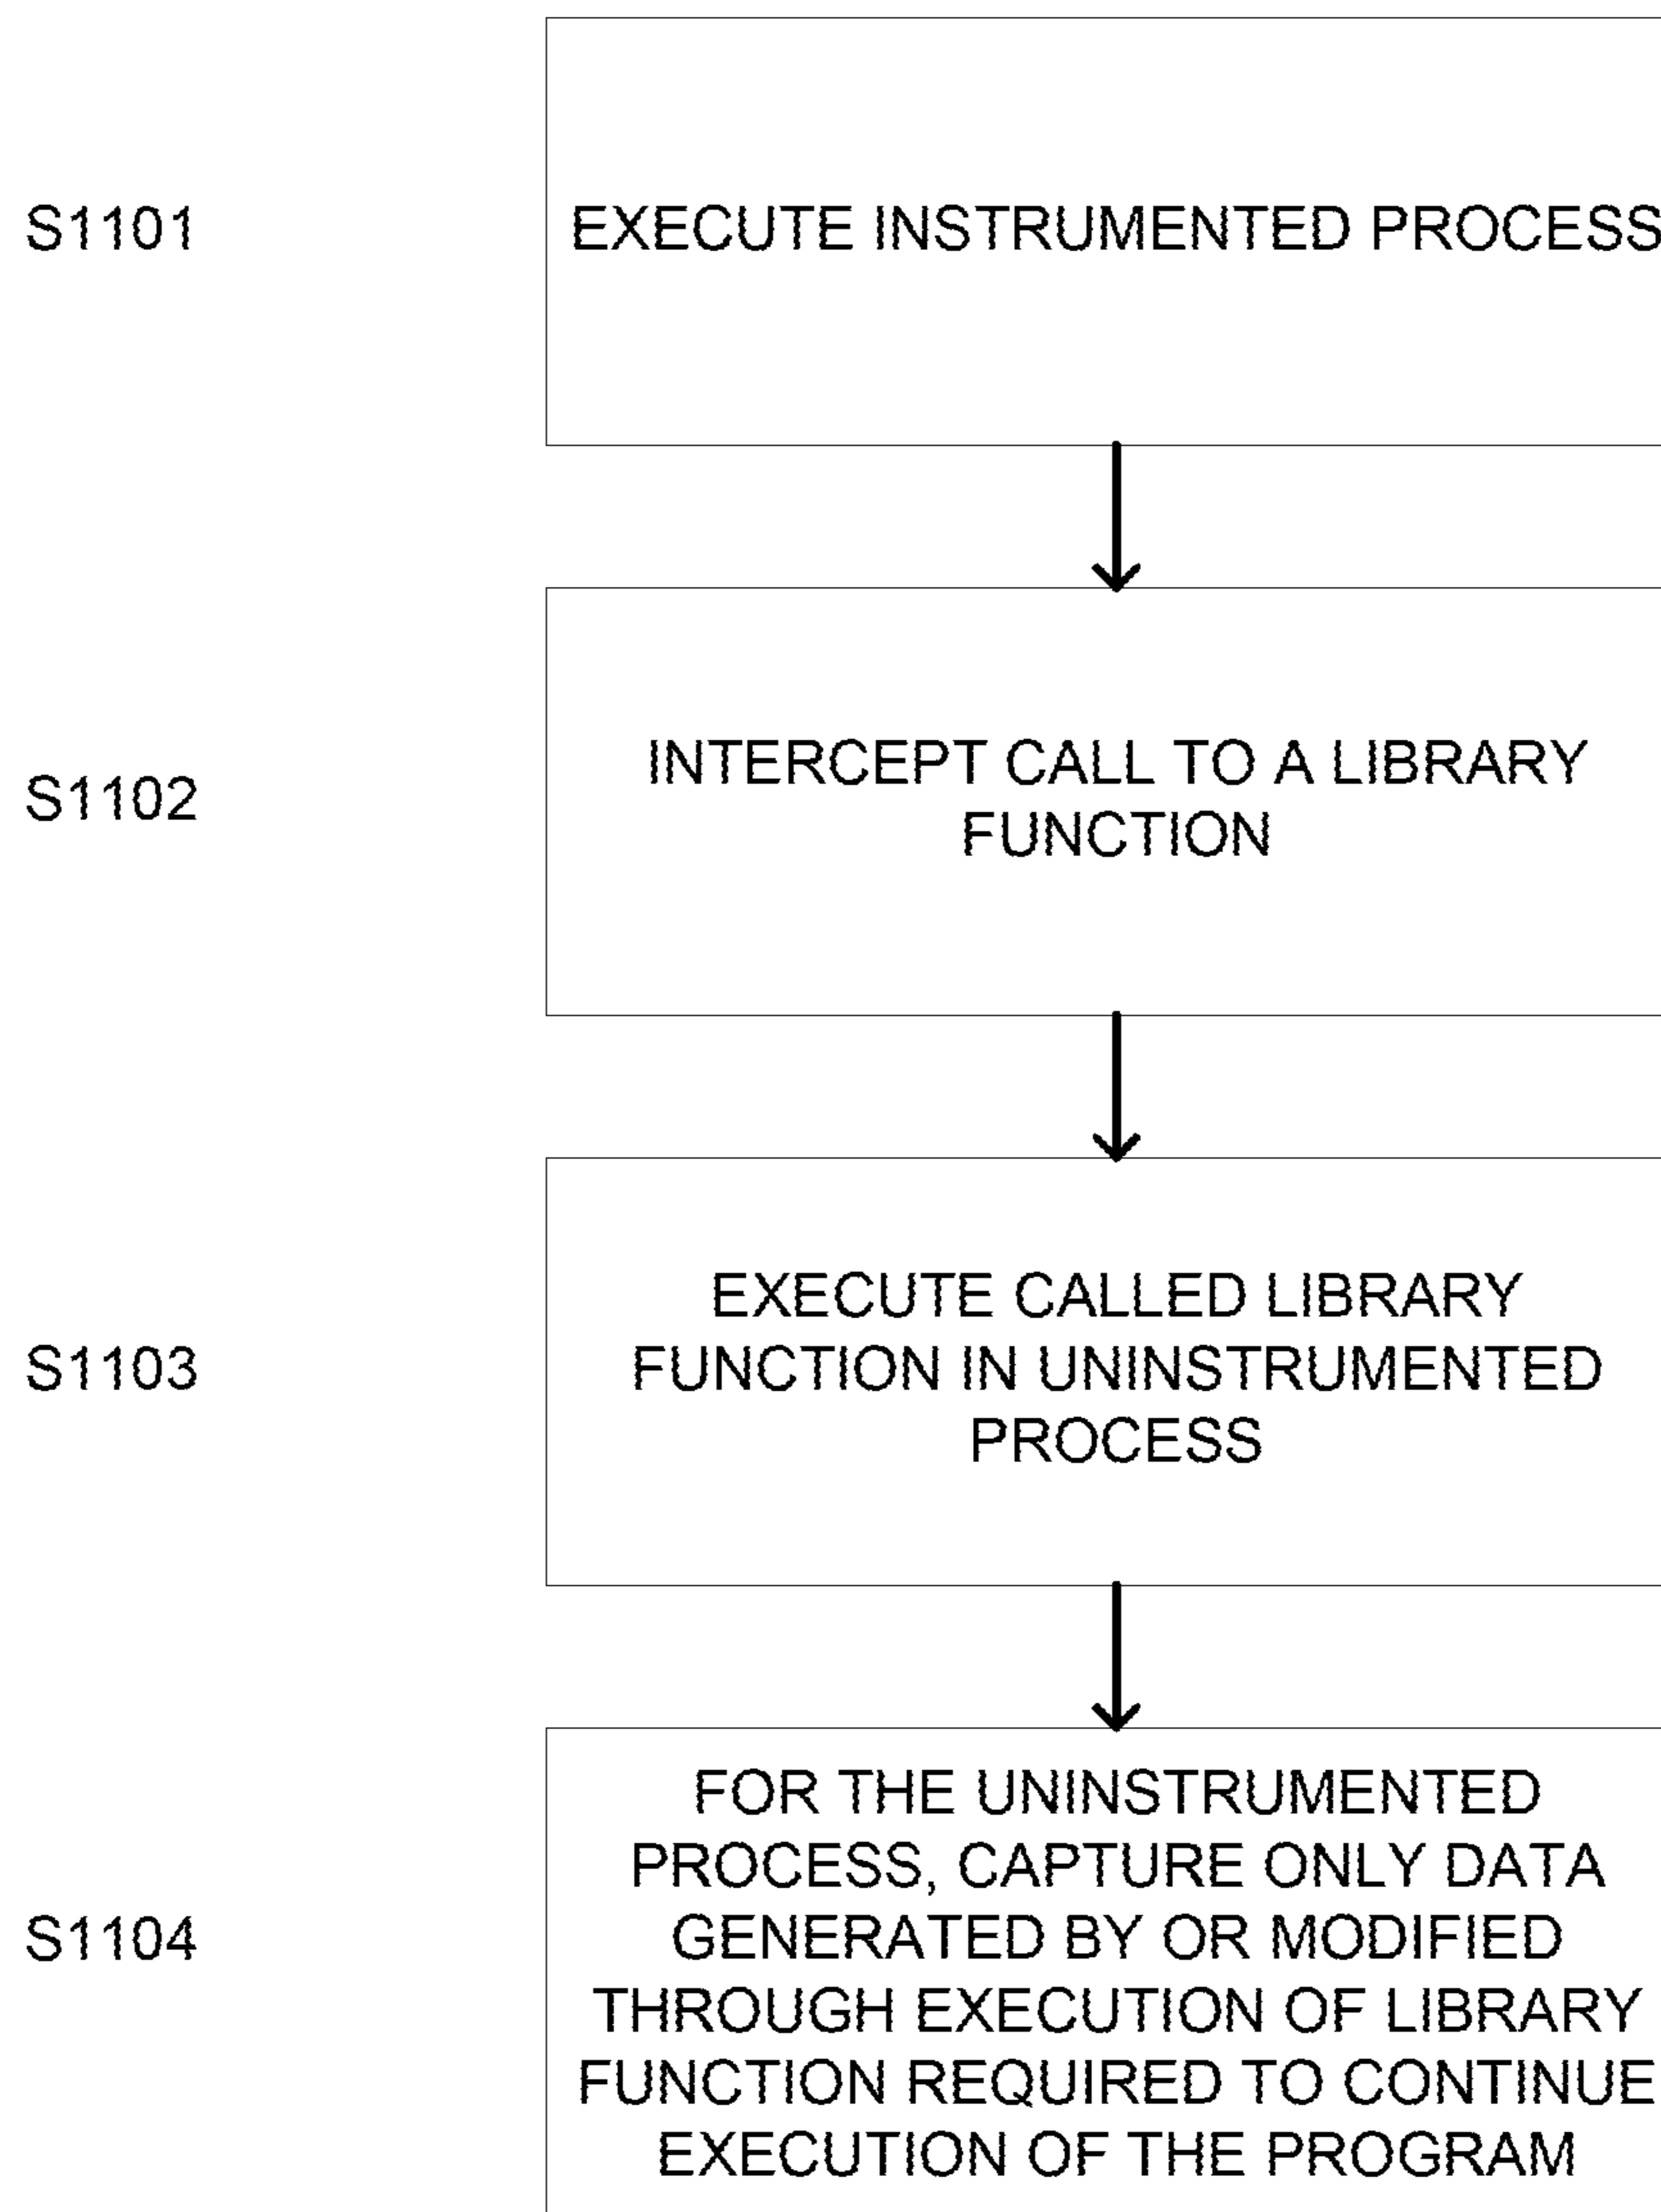 S1101
EXECUTE INSTRUMENTED PROCESS
S1102
INTERCEPT CALL TO A LIBRARY
FUNCTION
S1103
EXECUTE CALLED LIBRARY
FUNCTION IN UNINSTRUMENTED
PROCESS
S1104
FOR THE UNINSTRUMENTED
PROCESS, CAPTURE ONLY DATA
GENERATED BY OR MODIFIED
THROUGH EXECUTION OF LIBRARY
FUNCTION REQUIRED TO CONTINUE
EXECUTION OF THE PROGRAM